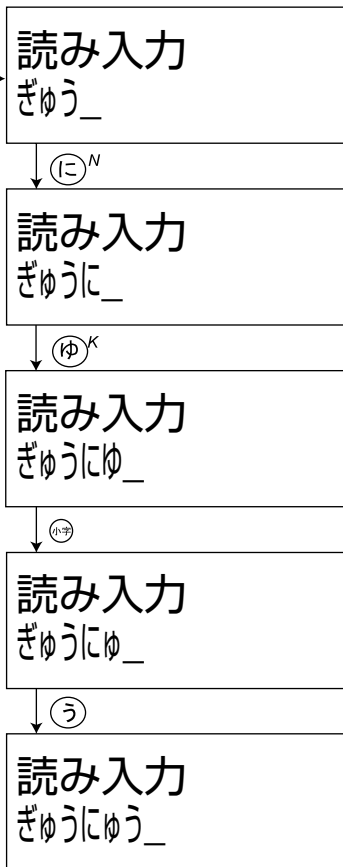 読み入力
ぎゅう_
に N
読み入力
ぎゅうに_
ゆ K
読み入力
ぎゅうにゆ_
小字
読み入力
ぎゅうにゅ_
う
読み入力
ぎゅうにゅう_